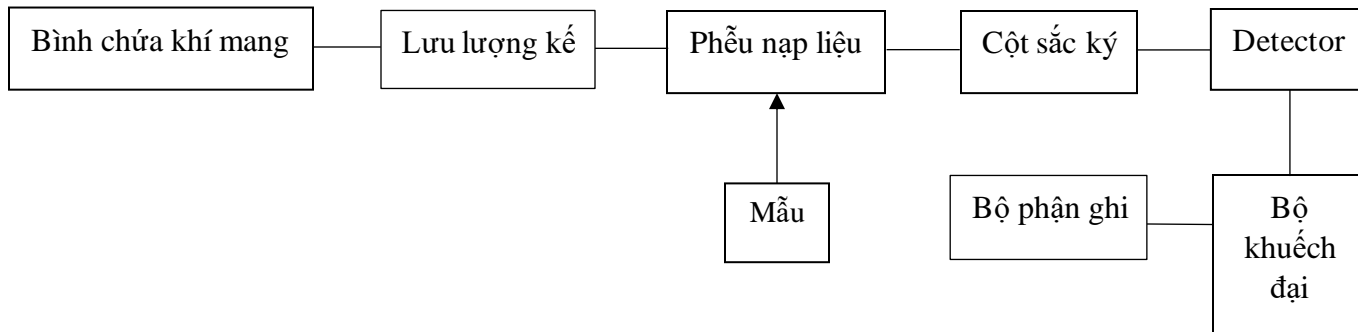 Bình chứa khí mang
Lưu lượng kế
Phễu nạp liệu
Cột sắc ký
Detector
Mẫu
Bộ phận ghi
Bộ
khuếch
đại